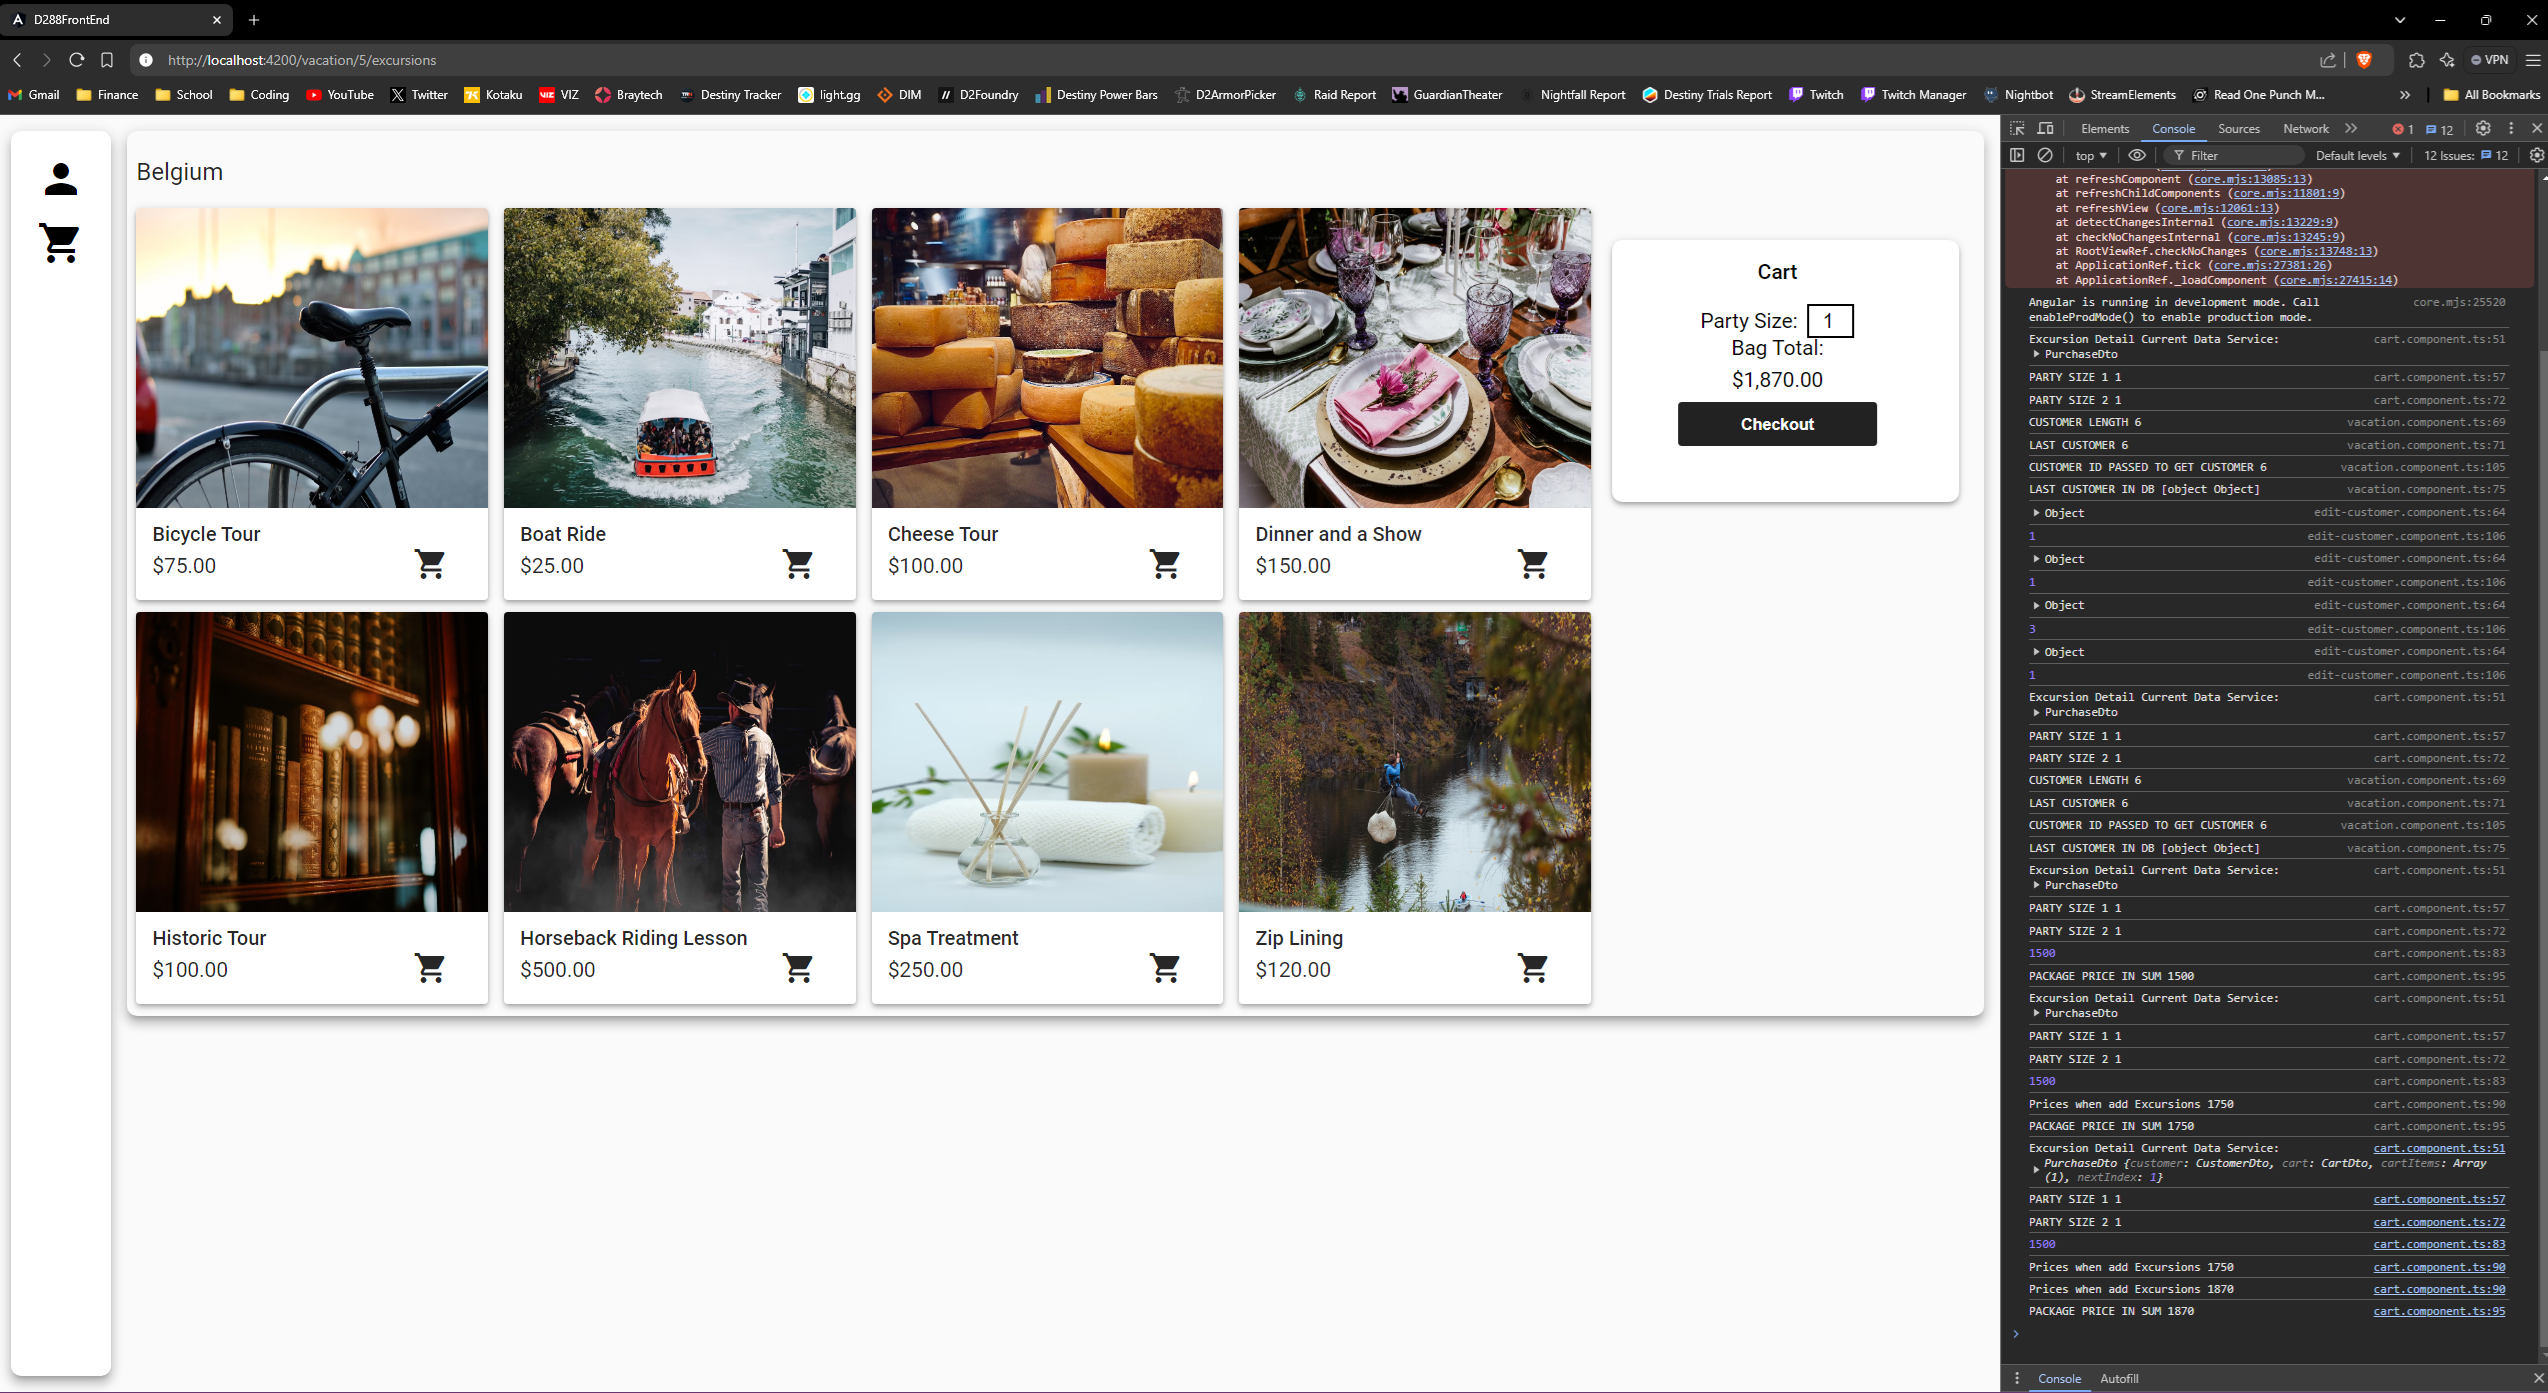 D288FrontEnd
http://localhost:4200/vacation/5/excursions
VPN
Gmail Finance School Coding YouTube Twitter Kotaku VIZ Braytech Destiny Tracker light.gg DIM D2Foundry Destiny Power Bars D2ArmorPicker Raid Report GuardianTheater Nightfall Report Destiny Trials Report Twitch Twitch Manager Nightbot StreamElements Read One Punch M... » All Bookmarks
Belgium
Bicycle Tour
$75.00
Boat Ride
$25.00
Cheese Tour
$100.00
Dinner and a Show
$150.00
Historic Tour
$100.00
Horseback Riding Lesson
$500.00
Spa Treatment
$250.00
Zip Lining
$120.00
Cart
Party Size: 1
Bag Total:
$1,870.00
Checkout
Elements Console Sources Network » 1 12
top Filter Default levels 12 Issues: 12
at refreshComponent (core.mjs:13085:13)
at refreshChildComponents (core.mjs:11801:9)
at refreshView (core.mjs:12061:13)
at detectChangesInternal (core.mjs:13229:9)
at checkNoChangesInternal (core.mjs:13245:9)
at RootViewRef.checkNoChanges (core.mjs:13748:13)
at ApplicationRef.tick (core.mjs:27381:26)
at ApplicationRef._loadComponent (core.mjs:27415:14)
Angular is running in development mode. Call core.mjs:25520
enableProdMode() to enable production mode.
Excursion Detail Current Data Service: cart.component.ts:51
PurchaseDto
PARTY SIZE 1 1 cart.component.ts:57
PARTY SIZE 2 1 cart.component.ts:72
CUSTOMER LENGTH 6 vacation.component.ts:69
LAST CUSTOMER 6 vacation.component.ts:71
CUSTOMER ID PASSED TO GET CUSTOMER 6 vacation.component.ts:105
LAST CUSTOMER IN DB [object Object] vacation.component.ts:75
Object edit-customer.component.ts:64
1 edit-customer.component.ts:106
Object edit-customer.component.ts:64
1 edit-customer.component.ts:106
Object edit-customer.component.ts:64
3 edit-customer.component.ts:106
Object edit-customer.component.ts:64
1 edit-customer.component.ts:106
Excursion Detail Current Data Service: cart.component.ts:51
PurchaseDto
PARTY SIZE 1 1 cart.component.ts:57
PARTY SIZE 2 1 cart.component.ts:72
CUSTOMER LENGTH 6 vacation.component.ts:69
LAST CUSTOMER 6 vacation.component.ts:71
CUSTOMER ID PASSED TO GET CUSTOMER 6 vacation.component.ts:105
LAST CUSTOMER IN DB [object Object] vacation.component.ts:75
Excursion Detail Current Data Service: cart.component.ts:51
PurchaseDto
PARTY SIZE 1 1 cart.component.ts:57
PARTY SIZE 2 1 cart.component.ts:72
1500 cart.component.ts:83
PACKAGE PRICE IN SUM 1500 cart.component.ts:95
Excursion Detail Current Data Service: cart.component.ts:51
PurchaseDto
PARTY SIZE 1 1 cart.component.ts:57
PARTY SIZE 2 1 cart.component.ts:72
1500 cart.component.ts:83
Prices when add Excursions 1750 cart.component.ts:90
PACKAGE PRICE IN SUM 1750 cart.component.ts:95
Excursion Detail Current Data Service: cart.component.ts:51
PurchaseDto {customer: CustomerDto, cart: CartDto, cartItems: Array
(1), nextIndex: 1}
PARTY SIZE 1 1 cart.component.ts:57
PARTY SIZE 2 1 cart.component.ts:72
1500 cart.component.ts:83
Prices when add Excursions 1750 cart.component.ts:90
Prices when add Excursions 1870 cart.component.ts:90
PACKAGE PRICE IN SUM 1870 cart.component.ts:95
Console Autofill